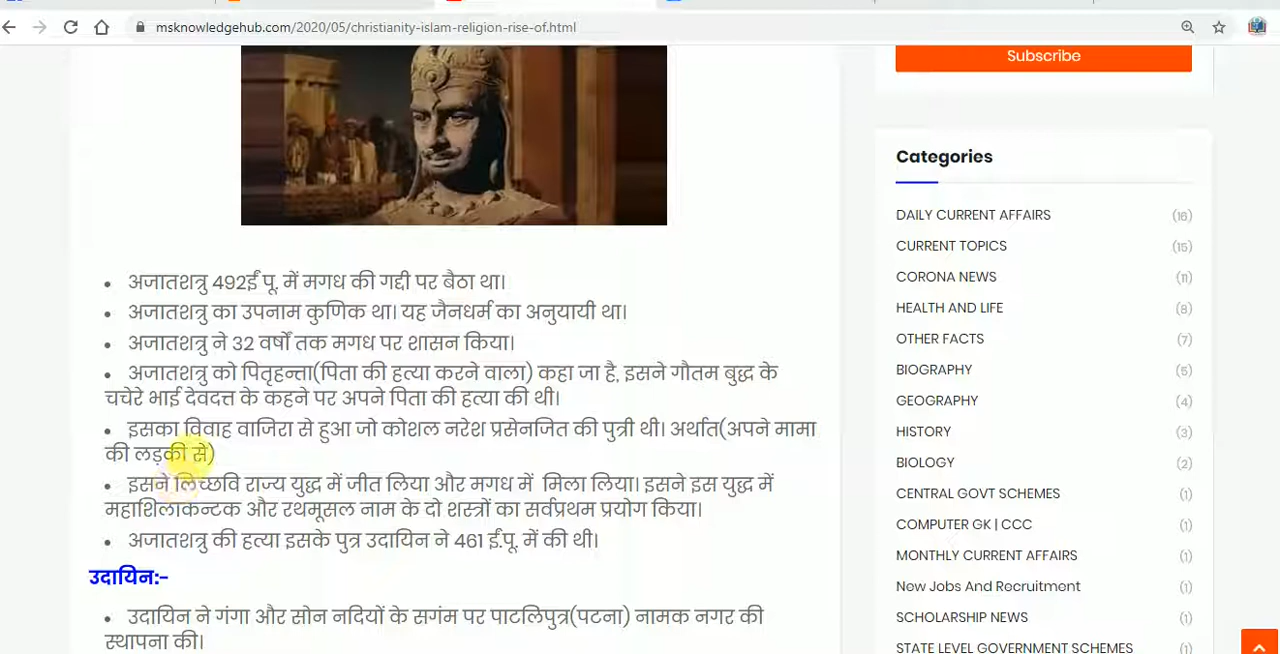 msknowledgehub.com/2020/05/christianity-islam-religion-rise-of.html
Subscribe
Categories
DAILY CURRENT AFFAIRS (16)
CURRENT TOPICS (15)
CORONA NEWS (11)
HEALTH AND LIFE (8)
OTHER FACTS (7)
BIOGRAPHY (5)
GEOGRAPHY (4)
HISTORY (3)
BIOLOGY (2)
CENTRAL GOVT SCHEMES (1)
COMPUTER GK | CCC (1)
MONTHLY CURRENT AFFAIRS (1)
New Jobs And Recruitment (1)
SCHOLARSHIP NEWS (1)
STATE LEVEL GOVERNMENT SCHEMES (1)
• अजातशत्रु 492ईं पू. में मगध की गद्दी पर बैठा था।
• अजातशत्रु का उपनाम कुणिक था। यह जैनधर्म का अनुयायी था।
• अजातशत्रु ने 32 वर्षों तक मगध पर शासन किया।
• अजातशत्रु को पितृहन्ता(पिता की हत्या करने वाला) कहा जा है, इसने गौतम बुद्ध के
चचेरे भाई देवदत्त के कहने पर अपने पिता की हत्या की थी।
• इसका विवाह वाजिरा से हुआ जो कोशल नरेश प्रसेनजित की पुत्री थी। अर्थात(अपने मामा
की लड़की से)
• इसने लिच्छवि राज्य युद्ध में जीत लिया और मगध में मिला लिया। इसने इस युद्ध में
महाशिलाकन्टक और रथमूसल नाम के दो शस्त्रों का सर्वप्रथम प्रयोग किया।
• अजातशत्रु की हत्या इसके पुत्र उदायिन ने 461 ईं.पू. में की थी।
उदायिन:-
• उदायिन ने गंगा और सोन नदियों के सगंम पर पाटलिपुत्र(पटना) नामक नगर की
स्थापना की।